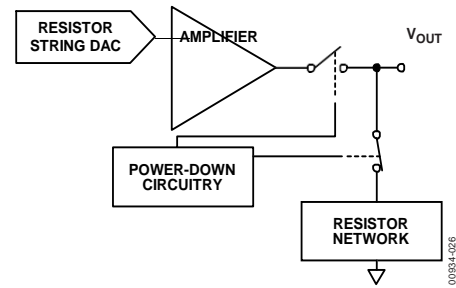 RESISTOR
STRING DAC
AMPLIFIER
VOUT
POWER-DOWN
CIRCUITRY
RESISTOR
NETWORK
00934-026